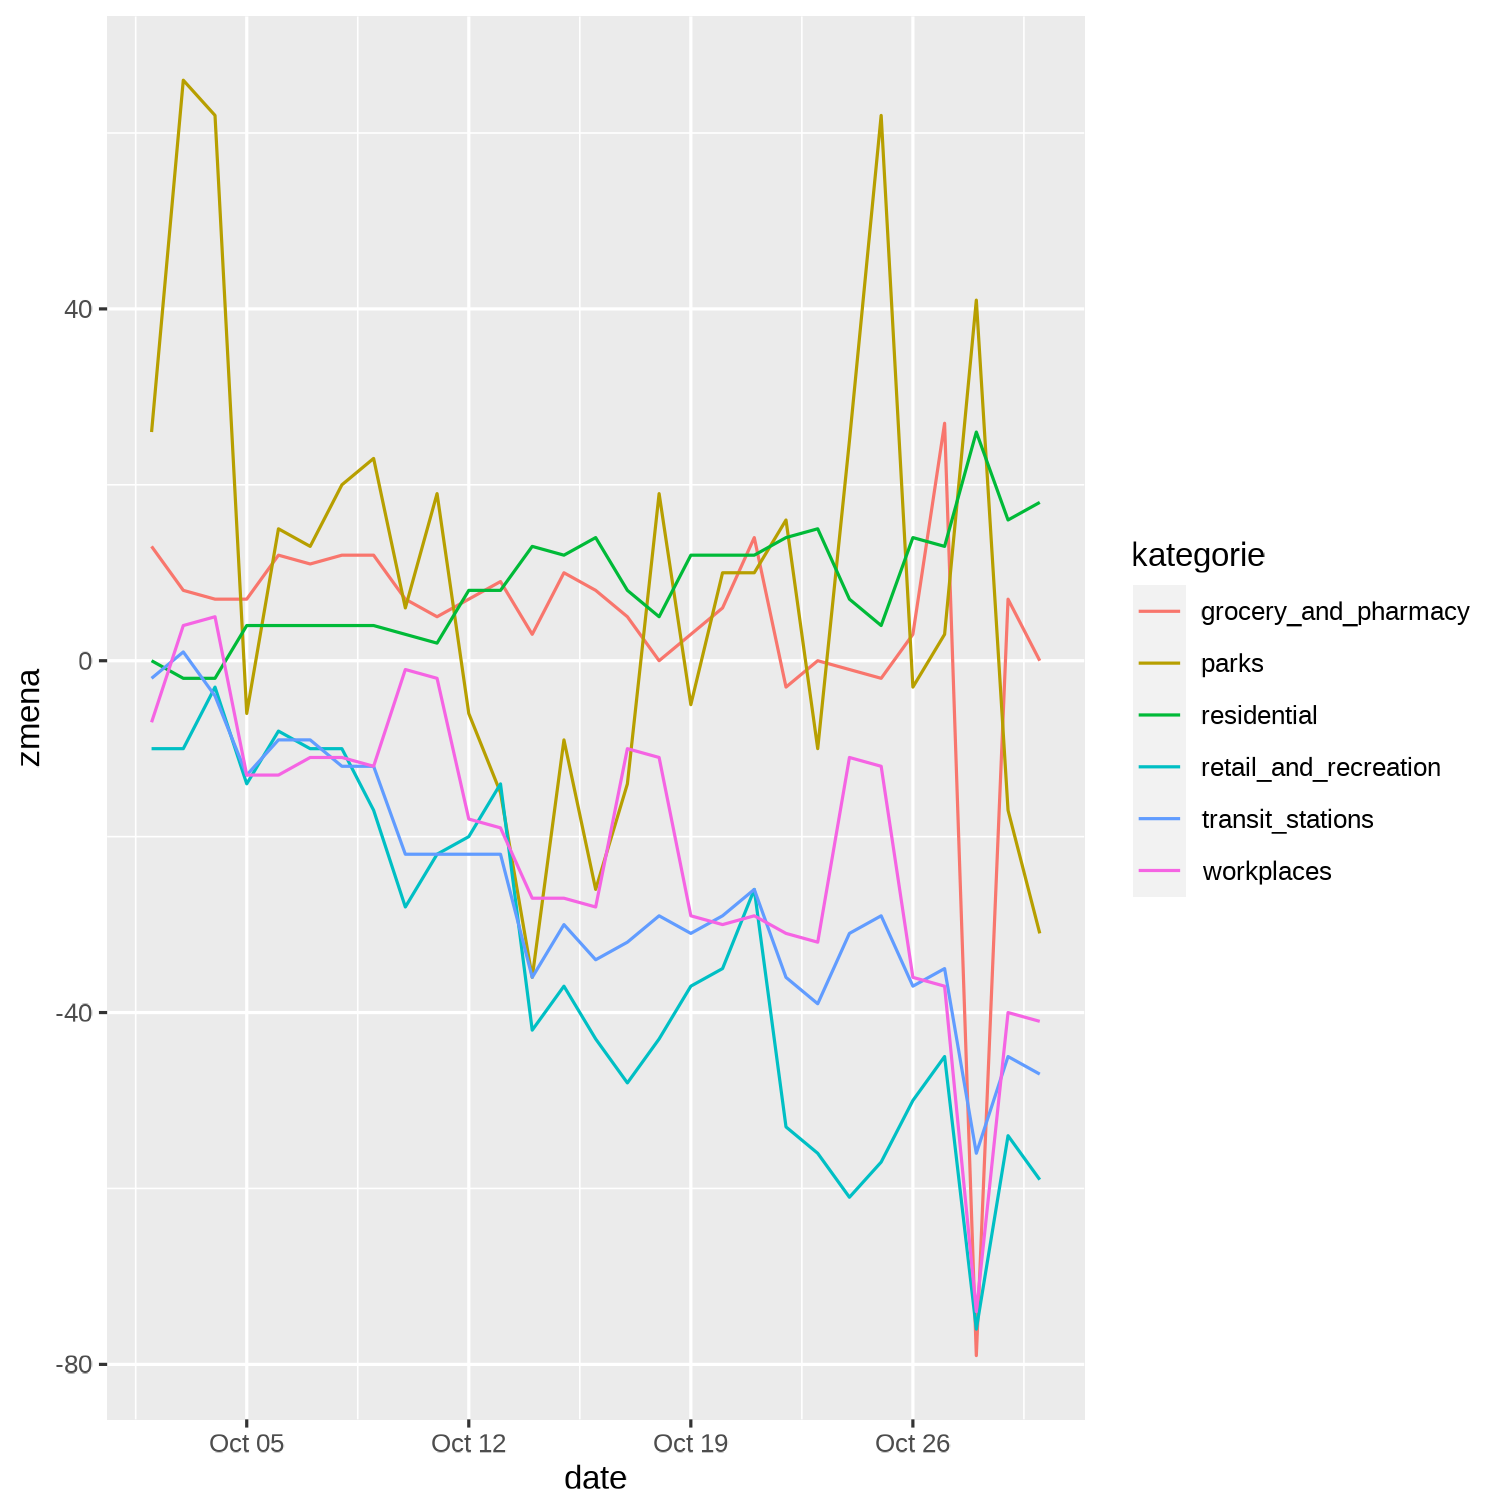 40
0
-40
-80
zmena
Oct 05
Oct 12
Oct 19
Oct 26
date
kategorie
grocery_and_pharmacy
parks
residential
retail_and_recreation
transit_stations
workplaces